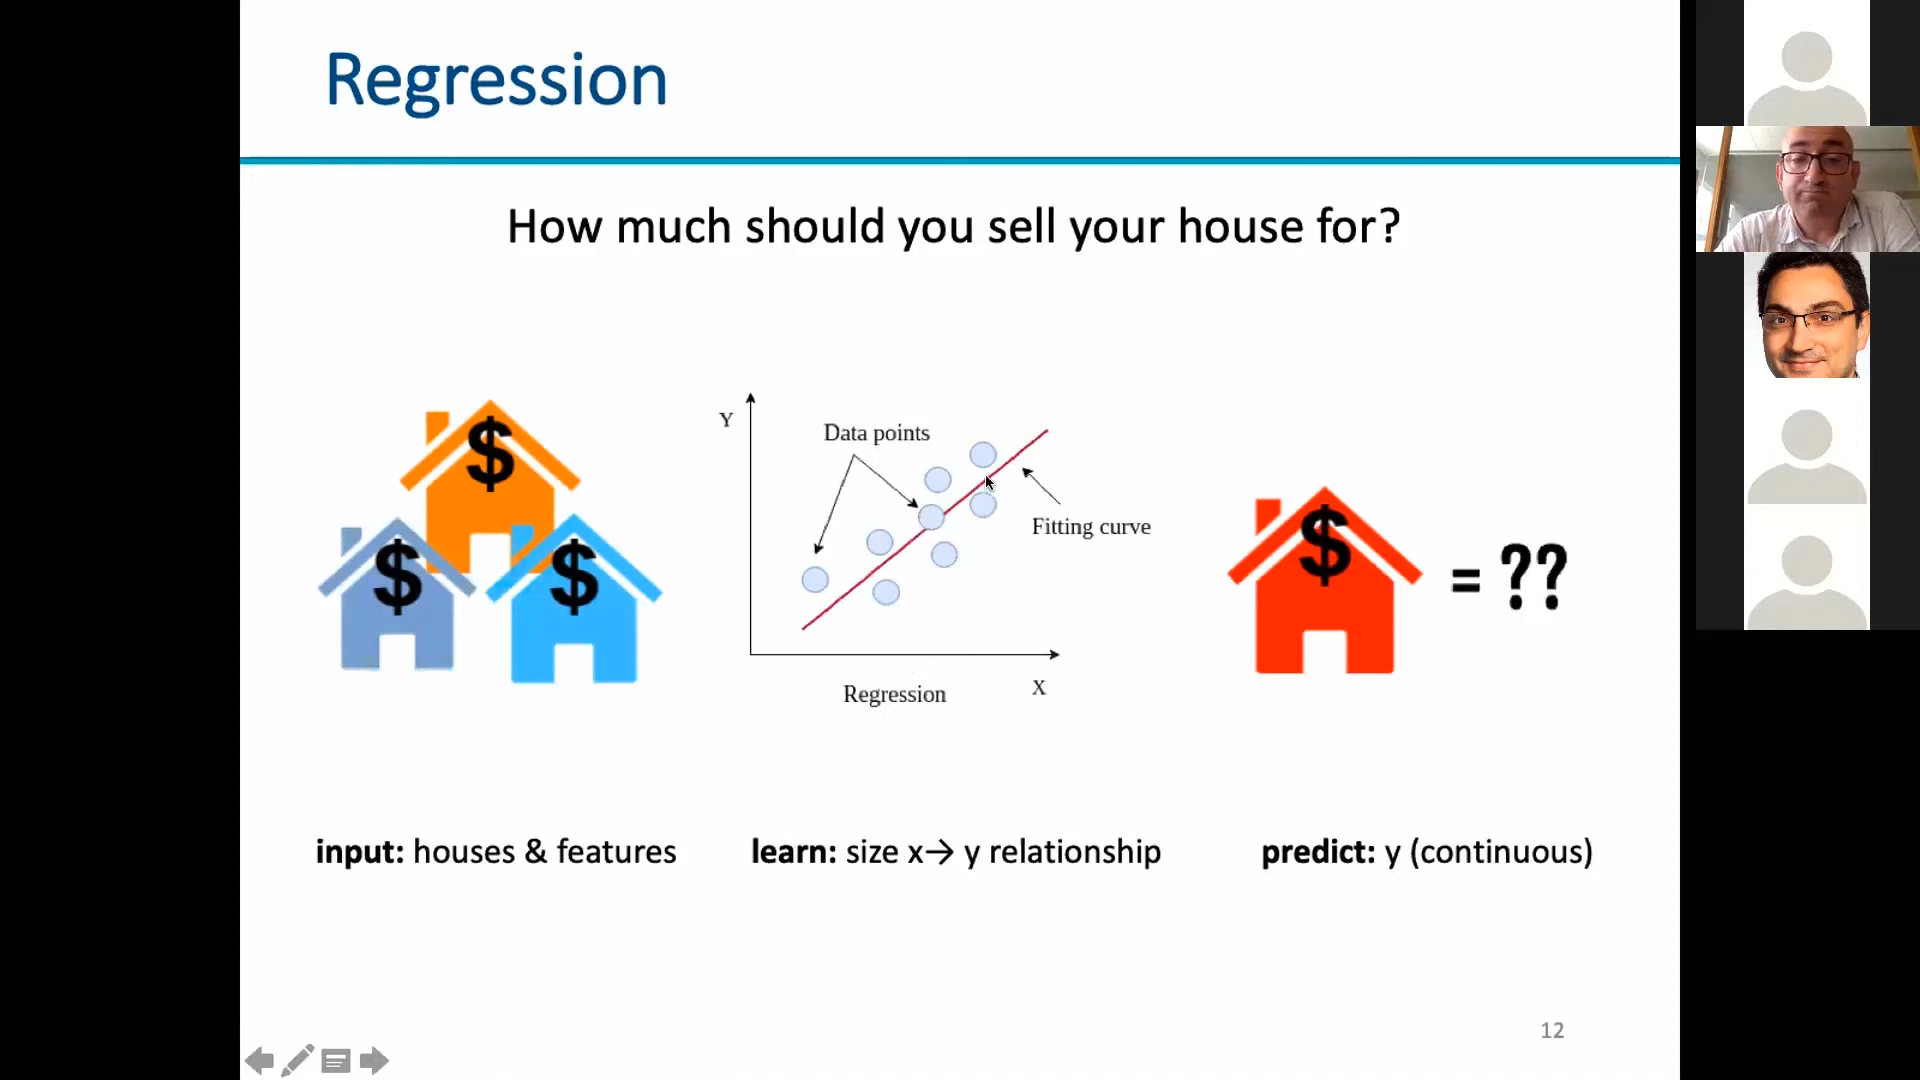 Regression
How much should you sell your house for?
$
$
$
Y
Data points
Fitting curve
Regression
X
$
= ??
input: houses & features
learn: size x→ y relationship
predict: y (continuous)
12